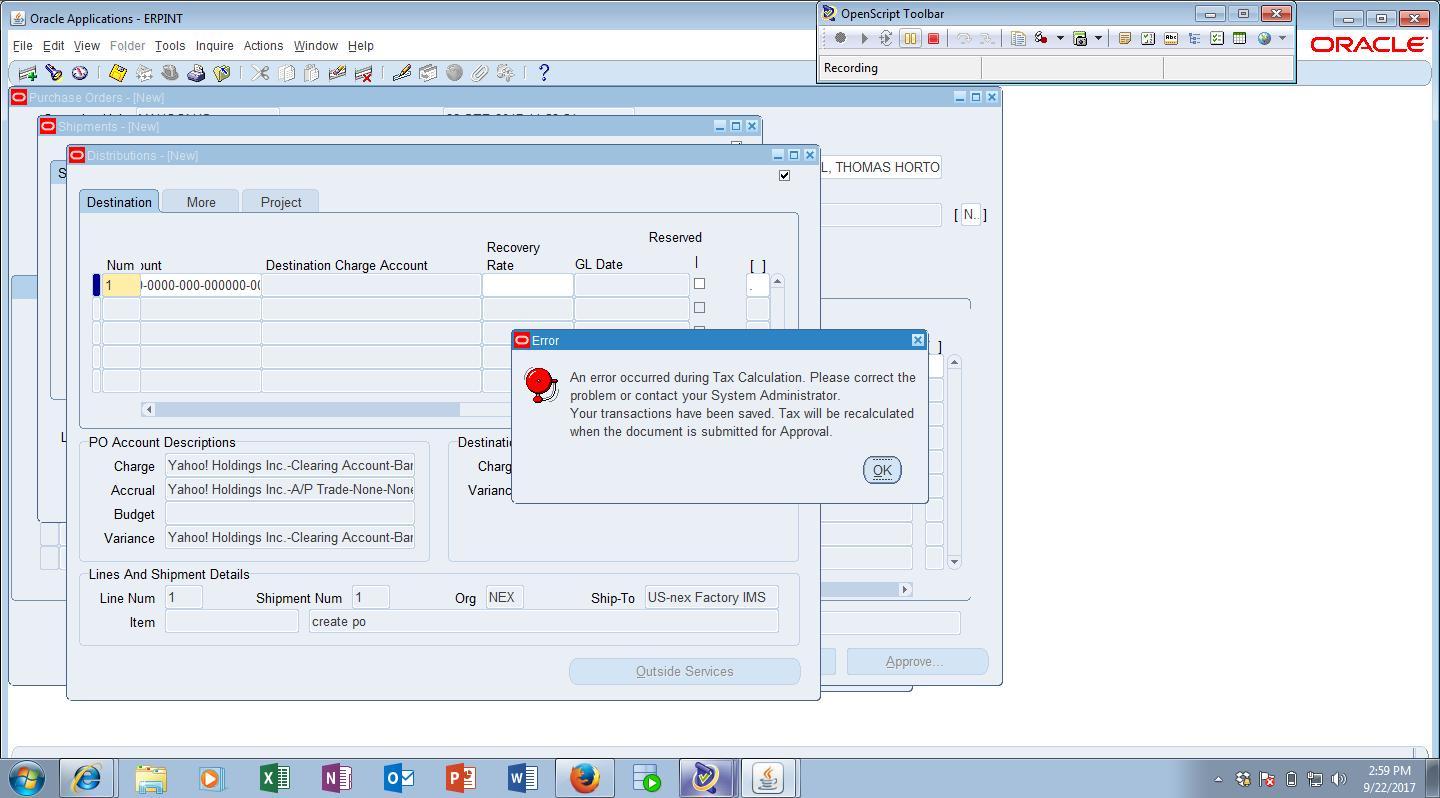 Oracle Applications - ERPINT
OpenScript Toolbar
File Edit View Folder Tools Inquire Actions Window Help
ORACLE
Recording
Purchase Orders - [New]
Shipments - [New]
Distributions - [New]
L, THOMAS HORTO
Destination More Project
[ N.. ]
Reserved
Recovery
Num ount Destination Charge Account Rate GL Date [ ]
1 -0000-000-000000-00 .
Error
An error occurred during Tax Calculation. Please correct the
problem or contact your System Administrator.
Your transactions have been saved. Tax will be recalculated
when the document is submitted for Approval.
OK
PO Account Descriptions
Charge Yahoo! Holdings Inc.-Clearing Account-Bar
Accrual Yahoo! Holdings Inc.-A/P Trade-None-None
Budget
Variance Yahoo! Holdings Inc.-Clearing Account-Bar
Destinatio
Charg
Varianc
Lines And Shipment Details
Line Num 1 Shipment Num 1 Org NEX Ship-To US-nex Factory IMS
Item create po
Outside Services
Approve...
2:59 PM
9/22/2017